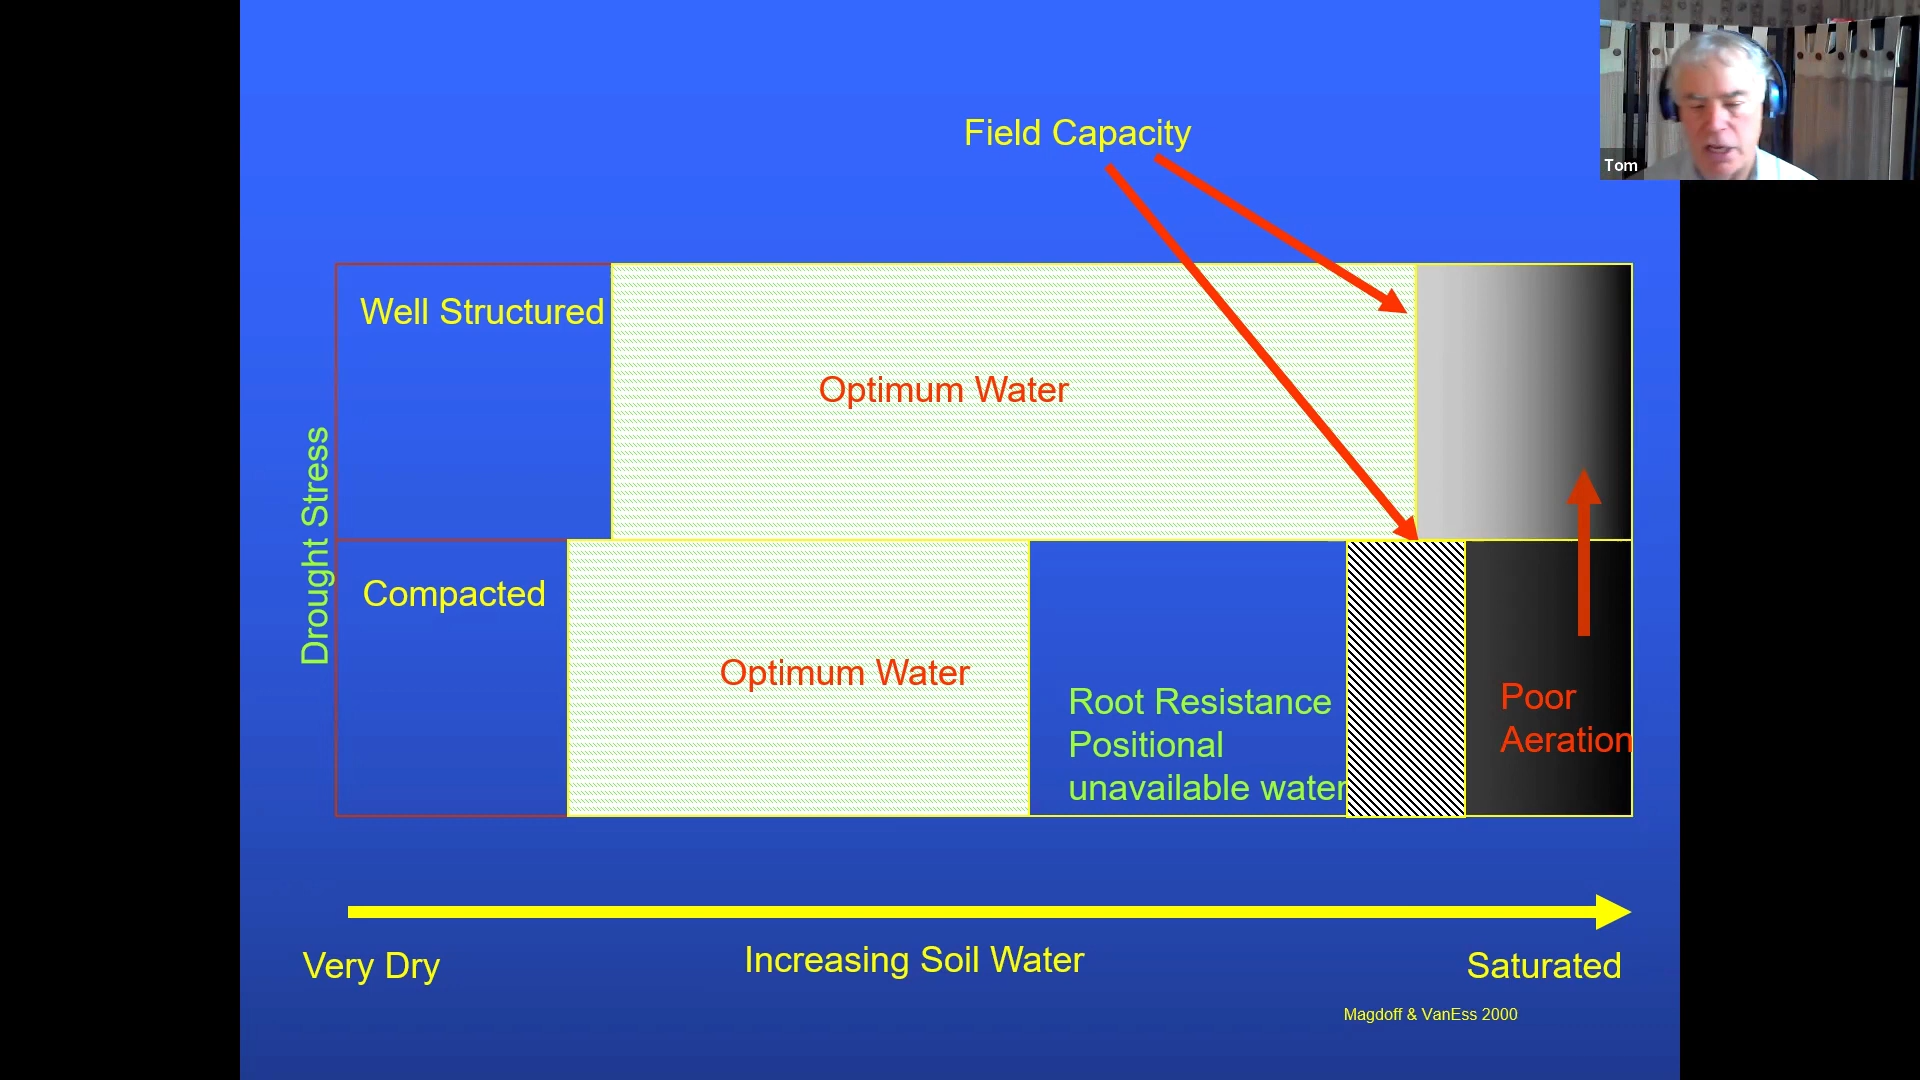 Tom
Field Capacity
Well Structured
Optimum Water
Drought Stress
Compacted
Optimum Water
Root Resistance
Positional
unavailable water
Poor
Aeration
Very Dry
Increasing Soil Water
Saturated
Magdoff & VanEss 2000